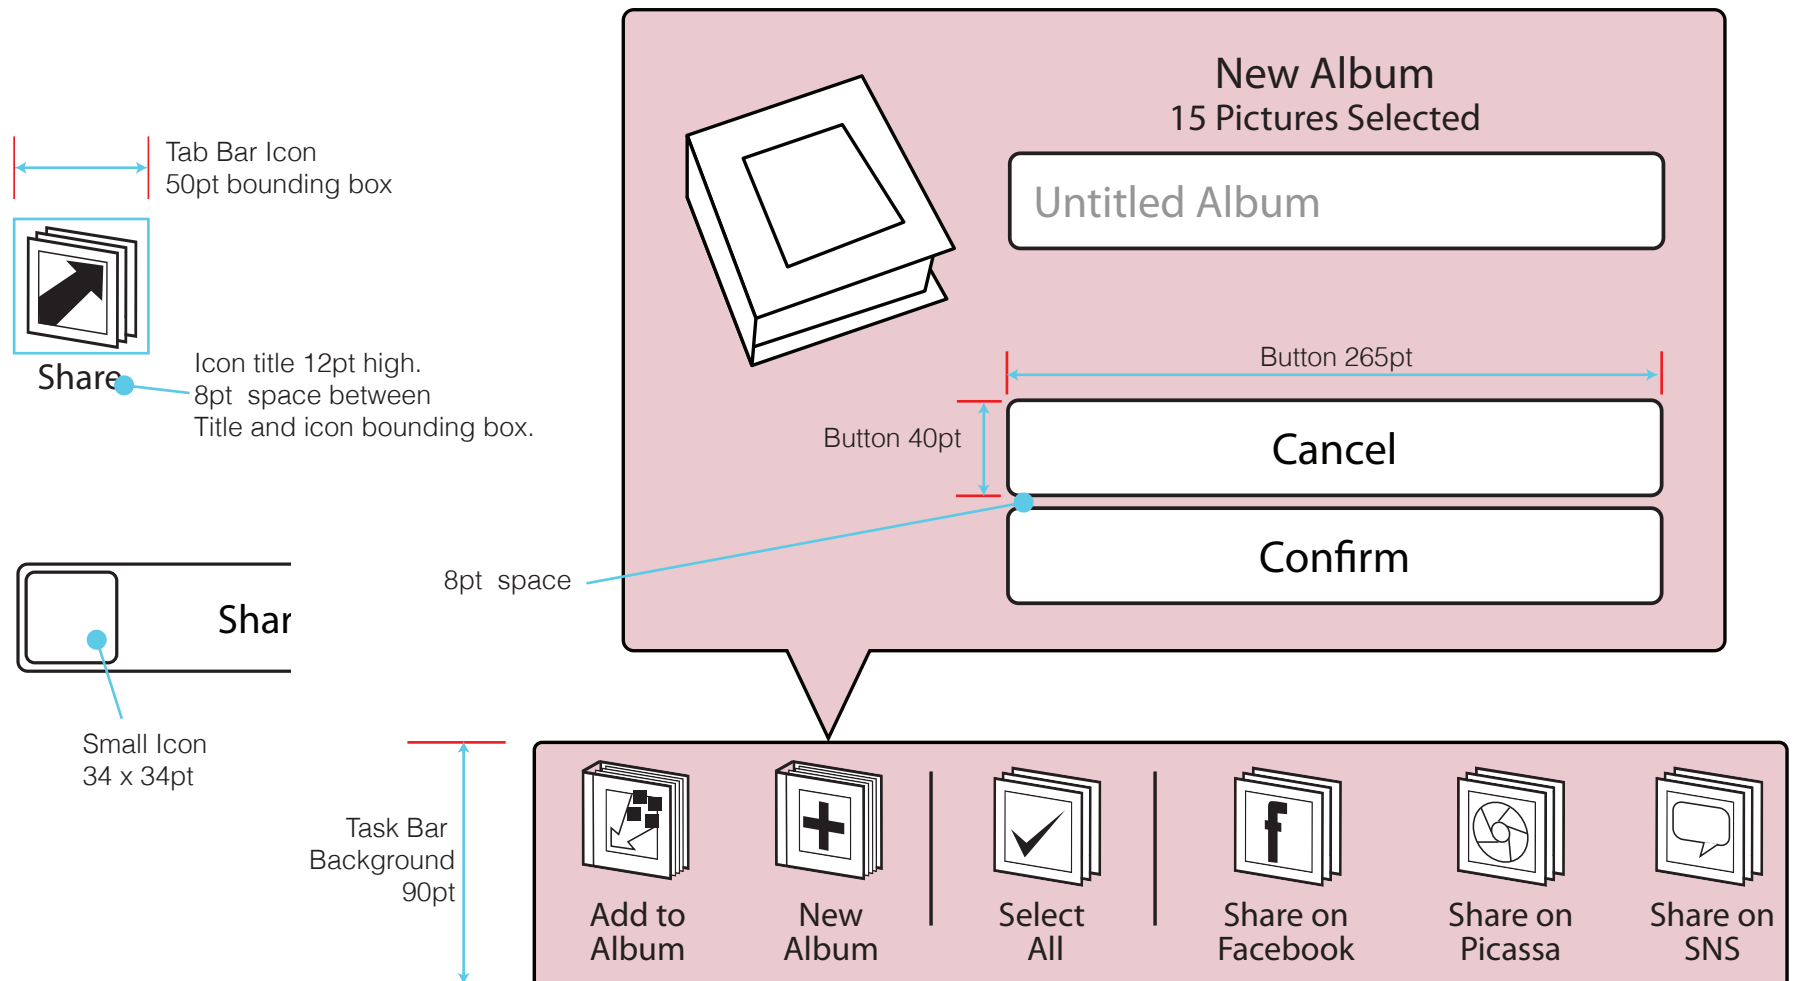 Tab Bar Icon
50pt bounding box
Share
Icon title 12pt high.
8pt space between
Title and icon bounding box.
Shar
Small Icon
34 x 34pt
New Album
15 Pictures Selected
Untitled Album
Button 265pt
Button 40pt
Cancel
8pt space
Confirm
Task Bar
Background
90pt
Add to
Album
New
Album
Select
All
Share on
Facebook
Share on
Picassa
Share on
SNS